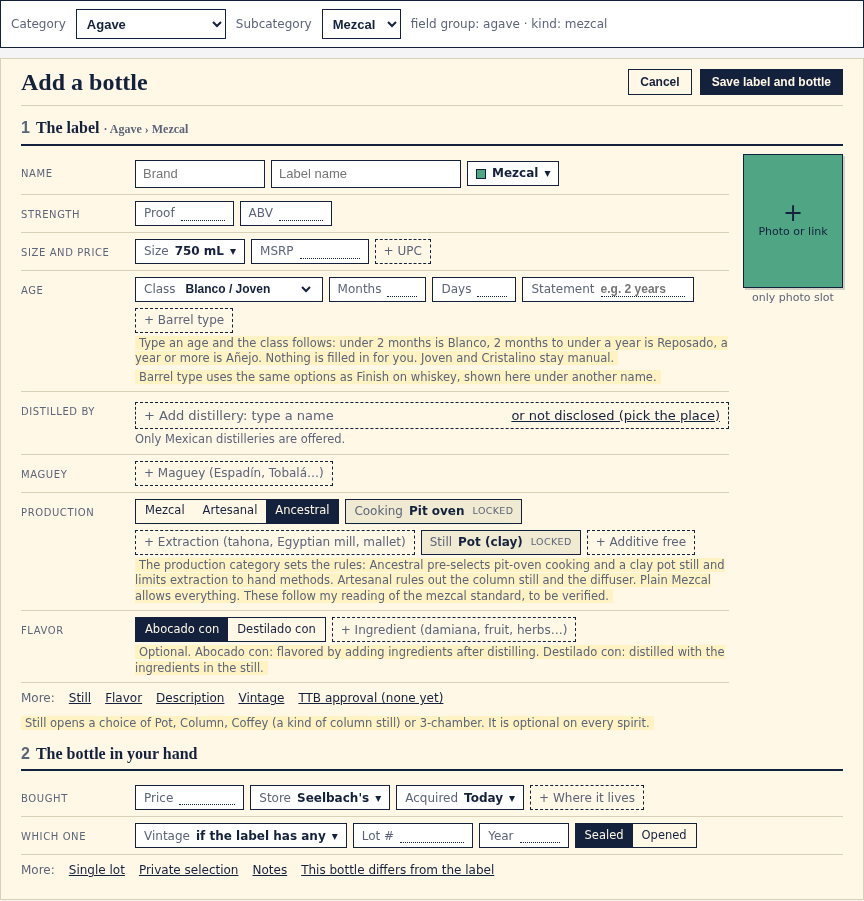 Category Agave Subcategory Mezcal field group: agave · kind: mezcal
Add a bottle Cancel Save label and bottle
1 The label · Agave › Mezcal
NAME Brand Label name Mezcal ▾
+
Photo or link
only photo slot
STRENGTH Proof ABV
SIZE AND PRICE Size 750 mL ▾ MSRP + UPC
AGE Class Blanco / Joven Months Days Statement e.g. 2 years
+ Barrel type
Type an age and the class follows: under 2 months is Blanco, 2 months to under a year is Reposado, a
year or more is Añejo. Nothing is filled in for you. Joven and Cristalino stay manual.
Barrel type uses the same options as Finish on whiskey, shown here under another name.
DISTILLED BY + Add distillery: type a name or not disclosed (pick the place)
Only Mexican distilleries are offered.
MAGUEY + Maguey (Espadín, Tobalá…)
PRODUCTION Mezcal Artesanal Ancestral Cooking Pit oven LOCKED
+ Extraction (tahona, Egyptian mill, mallet) Still Pot (clay) LOCKED + Additive free
The production category sets the rules: Ancestral pre-selects pit-oven cooking and a clay pot still and
limits extraction to hand methods. Artesanal rules out the column still and the diffuser. Plain Mezcal
allows everything. These follow my reading of the mezcal standard, to be verified.
FLAVOR Abocado con Destilado con + Ingredient (damiana, fruit, herbs…)
Optional. Abocado con: flavored by adding ingredients after distilling. Destilado con: distilled with the
ingredients in the still.
More: Still Flavor Description Vintage TTB approval (none yet)
Still opens a choice of Pot, Column, Coffey (a kind of column still) or 3-chamber. It is optional on every spirit.
2 The bottle in your hand
BOUGHT Price Store Seelbach's ▾ Acquired Today ▾ + Where it lives
WHICH ONE Vintage if the label has any ▾ Lot # Year Sealed Opened
More: Single lot Private selection Notes This bottle differs from the label